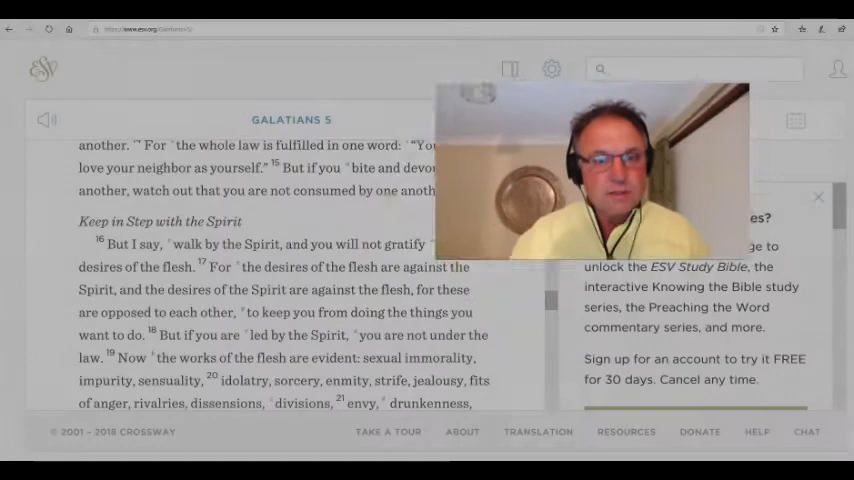 https://www.esv.org/Galatians+5/
ESV
GALATIANS 5
another. For the whole law is fulfilled in one word: "You
love your neighbor as yourself." 15 But if you bite and devou
another, watch out that you are not consumed by one anoth
Keep in Step with the Spirit
16 But I say, walk by the Spirit, and you will not gratify
desires of the flesh. 17 For the desires of the flesh are against the
Spirit, and the desires of the Spirit are against the flesh, for these
are opposed to each other, to keep you from doing the things you
want to do. 18 But if you are led by the Spirit, you are not under the
law. 19 Now the works of the flesh are evident: sexual immorality,
impurity, sensuality, 20 idolatry, sorcery, enmity, strife, jealousy, fits
of anger, rivalries, dissensions, divisions, 21 envy, drunkenness,
es?
ge to
unlock the ESV Study Bible, the
interactive Knowing the Bible study
series, the Preaching the Word
commentary series, and more.
Sign up for an account to try it FREE
for 30 days. Cancel any time.
© 2001 – 2018 CROSSWAY
TAKE A TOUR ABOUT TRANSLATION RESOURCES DONATE HELP CHAT